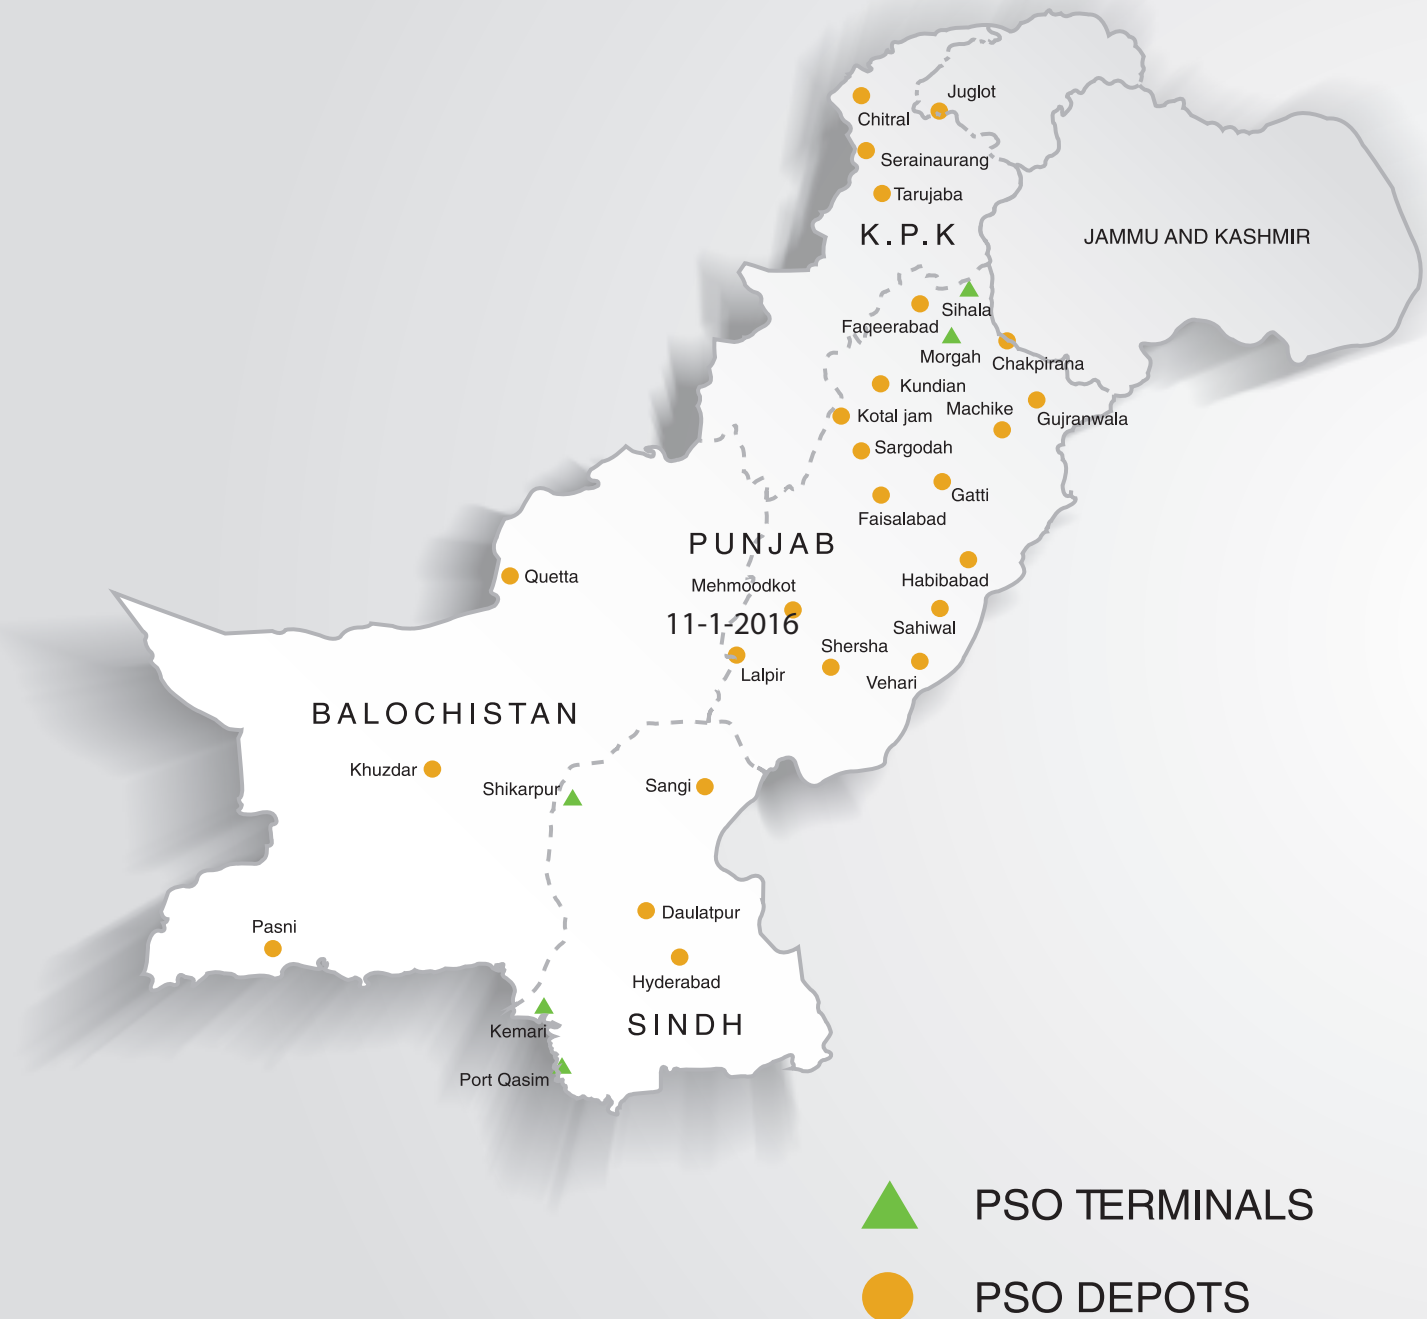 Juglot
Chitral
Serainaurang
Tarujaba
K.P.K
JAMMU AND KASHMIR
Sihala
Faqeerabad
Morgah
Chakpirana
Kundian
Machike
Kotal jam
Gujranwala
Sargodah
Gatti
Faisalabad
PUNJAB
Quetta
Habibabad
Mehmoodkot
11-1-2016
Sahiwal
Shersha
Lalpir
Vehari
BALOCHISTAN
Khuzdar
Shikarpur
Sangi
Daulatpur
Pasni
Hyderabad
SINDH
Kemari
Port Qasim
PSO TERMINALS
PSO DEPOTS